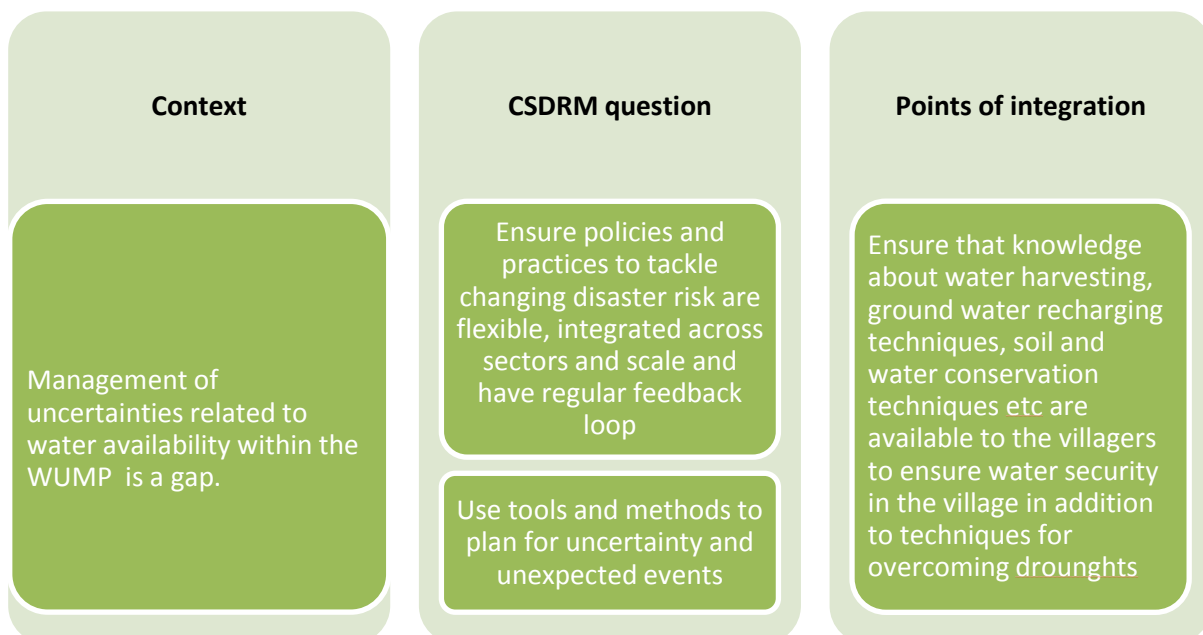 Context
Management of
uncertainties related to
water availability within the
WUMP  is a gap.
CSDRM question
Ensure policies and
practices to tackle
changing disaster risk are
flexible, integrated across
sectors and scale and
have regular feedback
loop
Use tools and methods to
plan for uncertainty and
unexpected events
Points of integration
Ensure that knowledge
about water harvesting,
ground water recharging
techniques, soil and
water conservation
techniques etc are
available to the villagers
to ensure water security
in the village in addition
to techniques for
overcoming drounghts